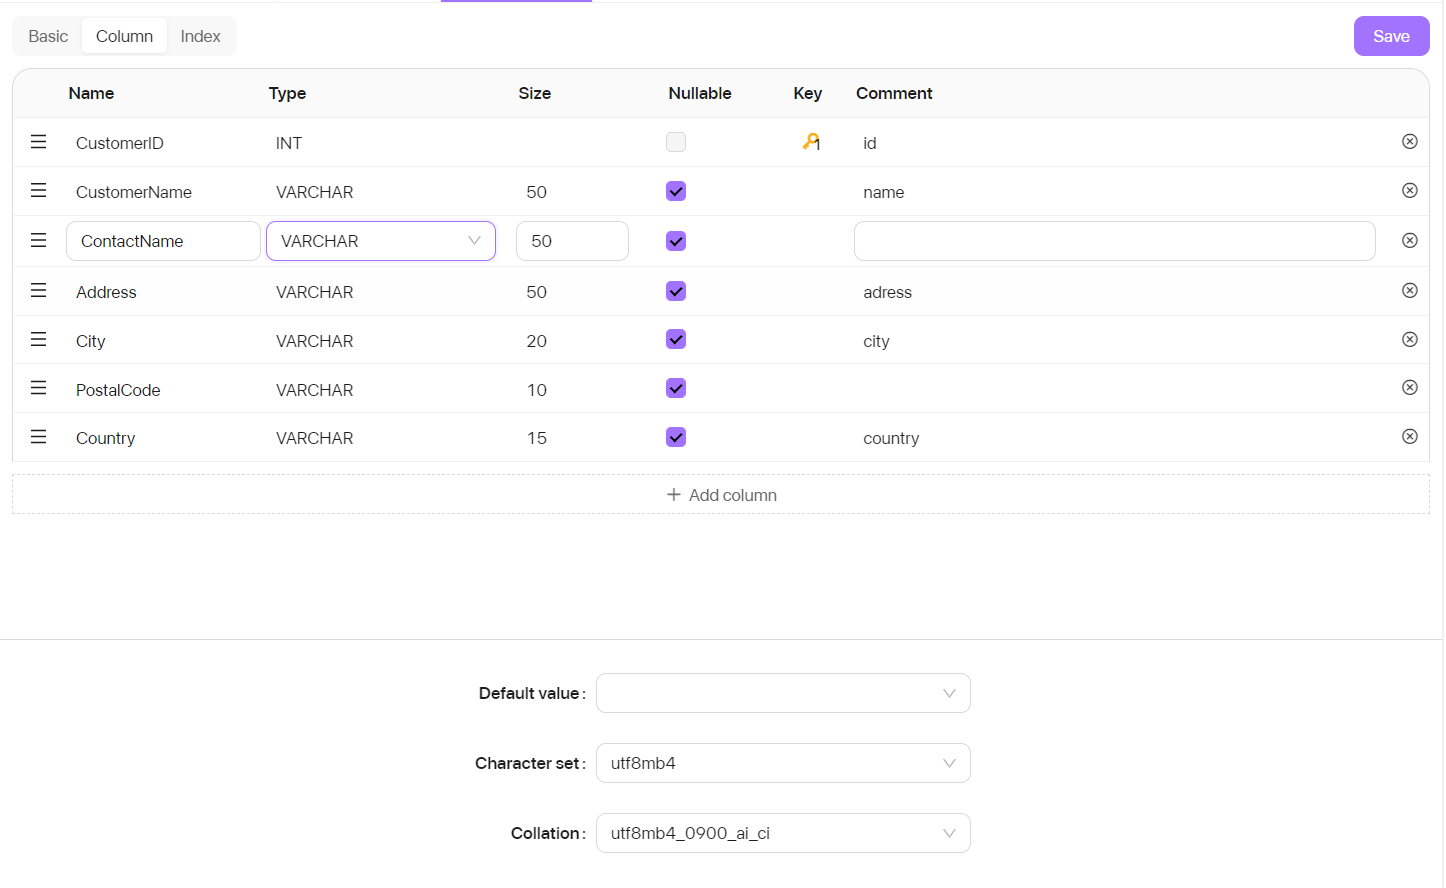 Basic Column Index Save
Name Type Size Nullable Key Comment
CustomerID INT 1 id
CustomerName VARCHAR 50 name
ContactName VARCHAR 50
Address VARCHAR 50 adress
City VARCHAR 20 city
PostalCode VARCHAR 10
Country VARCHAR 15 country
+ Add column
Default value :
Character set : utf8mb4
Collation : utf8mb4_0900_ai_ci